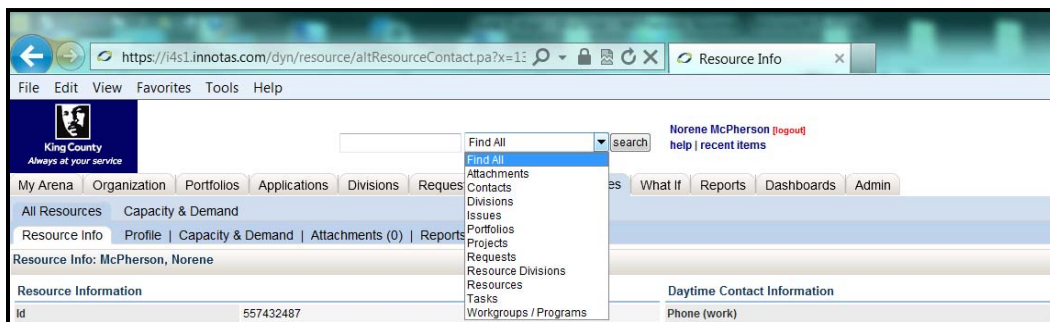 https://i4s1.innotas.com/dyn/resource/altResourceContact.pa?x=13
Resource Info
File Edit View Favorites Tools Help
King County
Always at your service
Find All
search
Norene McPherson [logout]
help | recent items
Find All
Attachments
Contacts
Divisions
Issues
Portfolios
Projects
Requests
Resource Divisions
Resources
Tasks
Workgroups / Programs
My Arena Organization Portfolios Applications Divisions What If Reports Dashboards Admin
All Resources Capacity & Demand
Resource Info Profile | Capacity & Demand | Attachments (0) | Reports
Resource Info: McPherson, Norene
Resource Information Daytime Contact Information
Id 557432487 Phone (work)